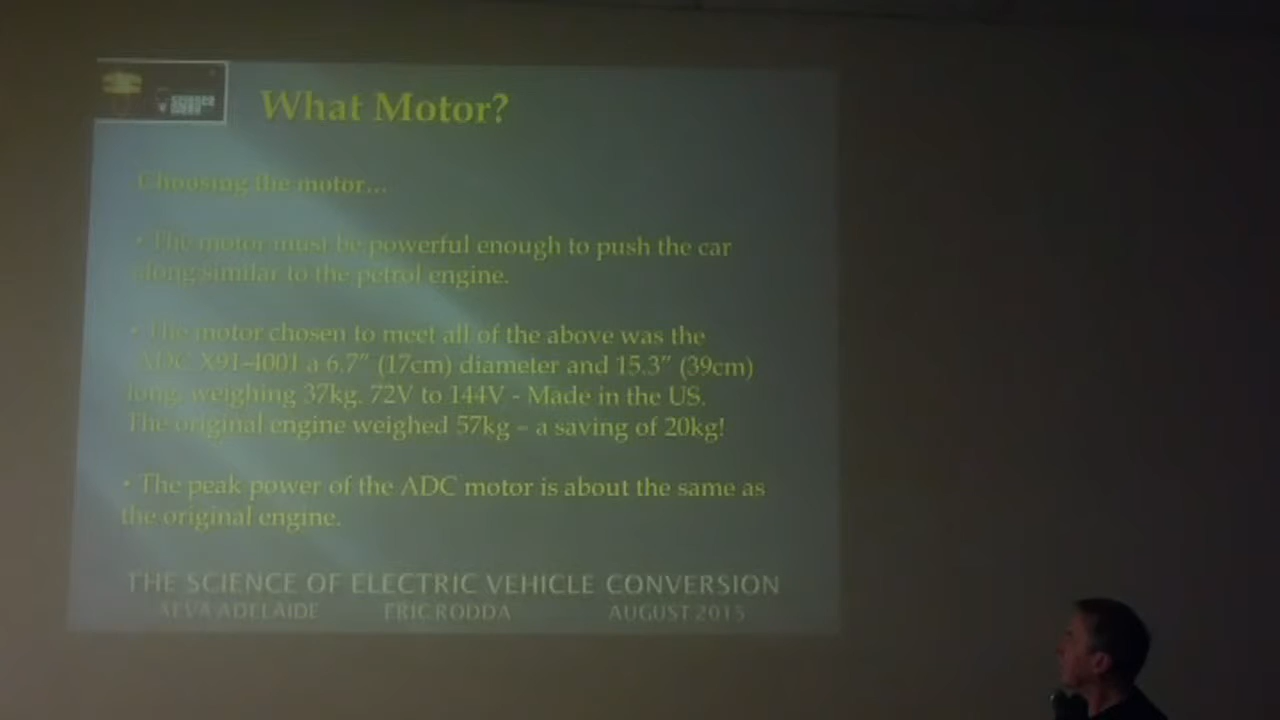 science
week
What Motor?
Choosing the motor...
• The motor must be powerful enough to push the car
along similar to the petrol engine.
• The motor chosen to meet all of the above was the
ADC X91-4001 a 6.7” (17cm) diameter and 15.3” (39cm)
long, weighing 37kg. 72V to 144V - Made in the US.
The original engine weighed 57kg – a saving of 20kg!
• The peak power of the ADC motor is about the same as
the original engine.
THE SCIENCE OF ELECTRIC VEHICLE CONVERSION
AEVA ADELAIDE ERIC RODDA AUGUST 2015